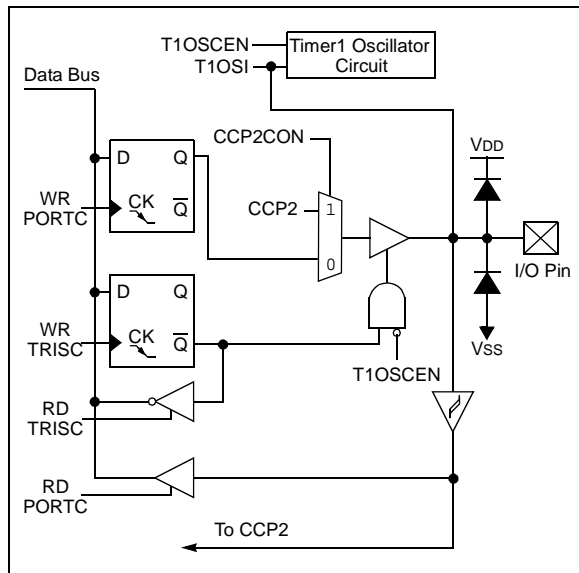 T1OSCEN
Timer1 Oscillator
Circuit
T1OSI
Data Bus
CCP2CON
VDD
D Q
WR
PORTC
CK
Q
CCP2
1
0
I/O Pin
D Q
WR
TRISC
CK
Q
VSS
T1OSCEN
RD
TRISC
RD
PORTC
To CCP2